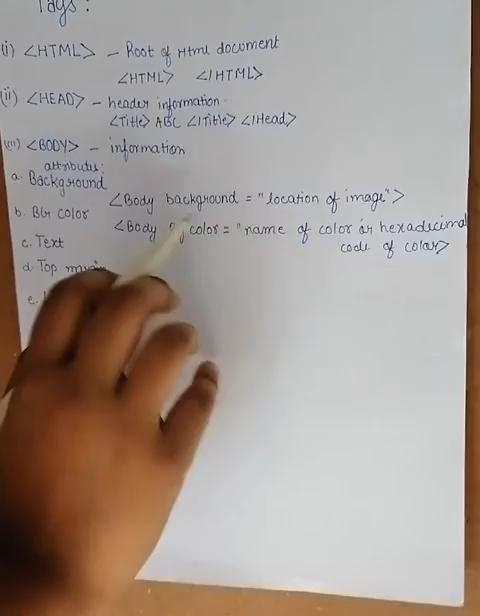 Tags :
(i) <HTML> - Root of Html document
<HTML> </HTML>
(ii) <HEAD> - header information.
<Title> ABC </Title> </Head>
(iii) <BODY> - information
attributes:
a. Background
<Body background = "location of image">
b. BG color
<Body color = "name of color or hexadecimal
code of color>
c. Text
d. Top margin
e.